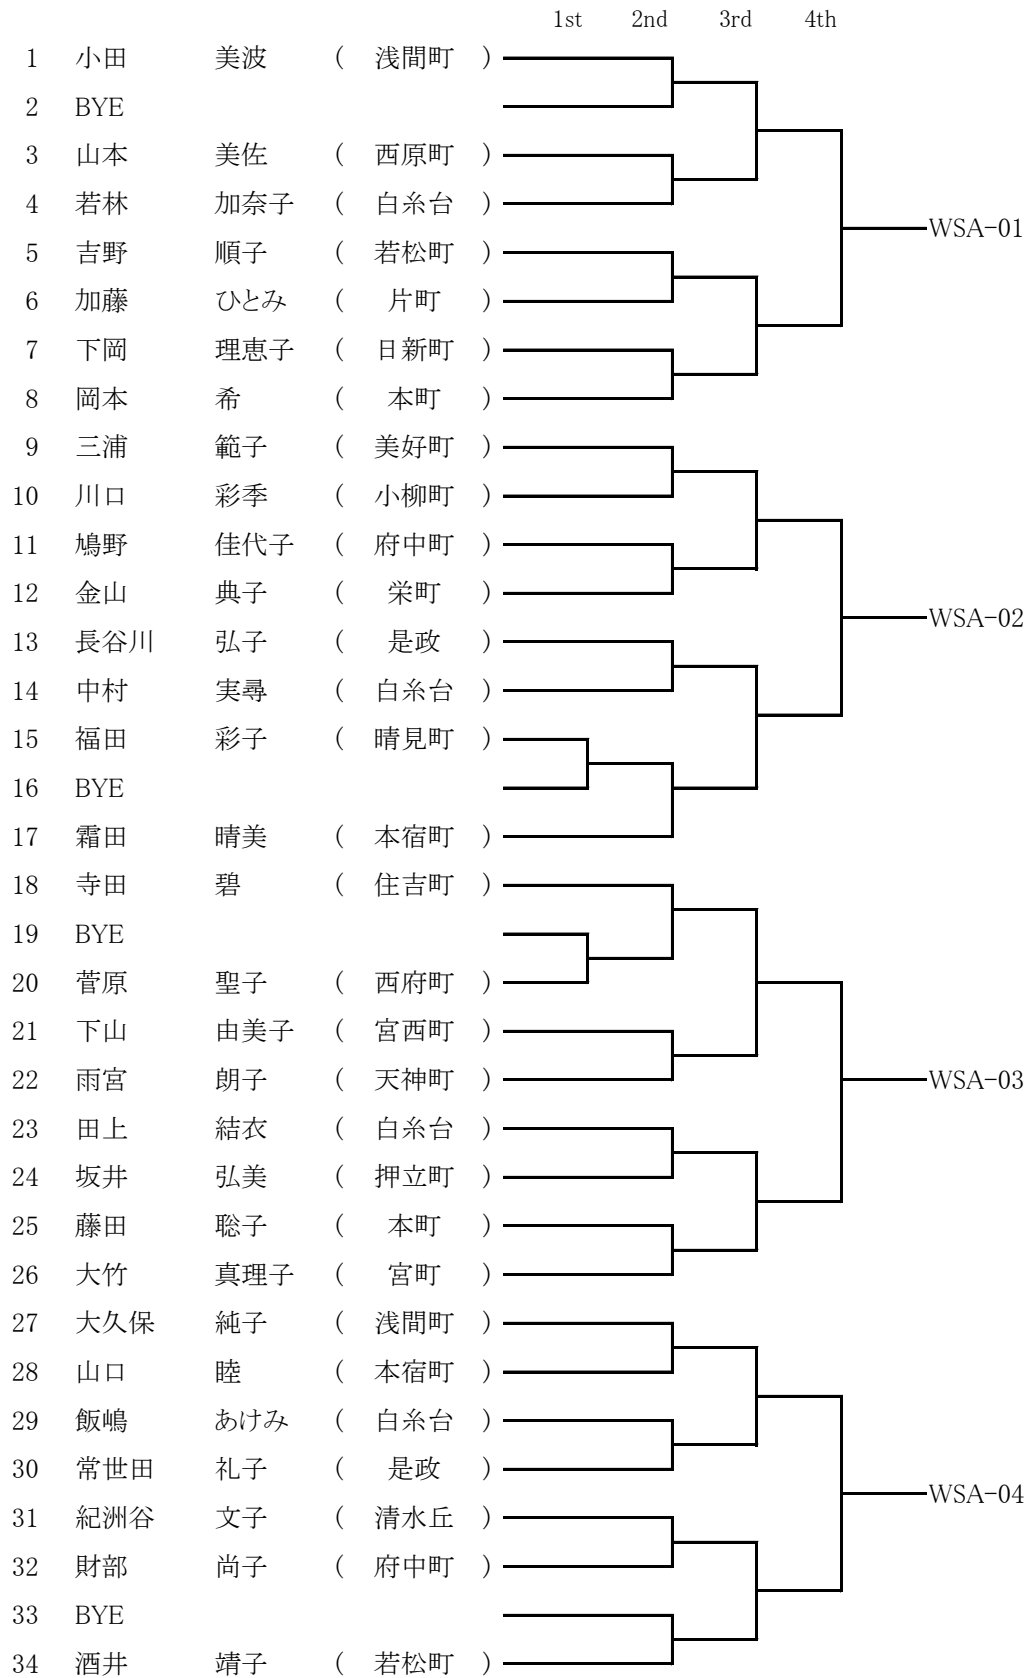 1st 2nd 3rd 4th
1 小田 美波 ( 浅間町 )
2 BYE
3 山本 美佐 ( 西原町 )
4 若林 加奈子 ( 白糸台 )
WSA-01
5 吉野 順子 ( 若松町 )
6 加藤 ひとみ ( 片町 )
7 下岡 理恵子 ( 日新町 )
8 岡本 希 ( 本町 )
9 三浦 範子 ( 美好町 )
10 川口 彩季 ( 小柳町 )
11 鳩野 佳代子 ( 府中町 )
12 金山 典子 ( 栄町 )
WSA-02
13 長谷川 弘子 ( 是政 )
14 中村 実尋 ( 白糸台 )
15 福田 彩子 ( 晴見町 )
16 BYE
17 霜田 晴美 ( 本宿町 )
18 寺田 碧 ( 住吉町 )
19 BYE
20 菅原 聖子 ( 西府町 )
21 下山 由美子 ( 宮西町 )
22 雨宮 朗子 ( 天神町 )
WSA-03
23 田上 結衣 ( 白糸台 )
24 坂井 弘美 ( 押立町 )
25 藤田 聡子 ( 本町 )
26 大竹 真理子 ( 宮町 )
27 大久保 純子 ( 浅間町 )
28 山口 睦 ( 本宿町 )
29 飯嶋 あけみ ( 白糸台 )
30 常世田 礼子 ( 是政 )
WSA-04
31 紀洲谷 文子 ( 清水丘 )
32 財部 尚子 ( 府中町 )
33 BYE
34 酒井 靖子 ( 若松町 )